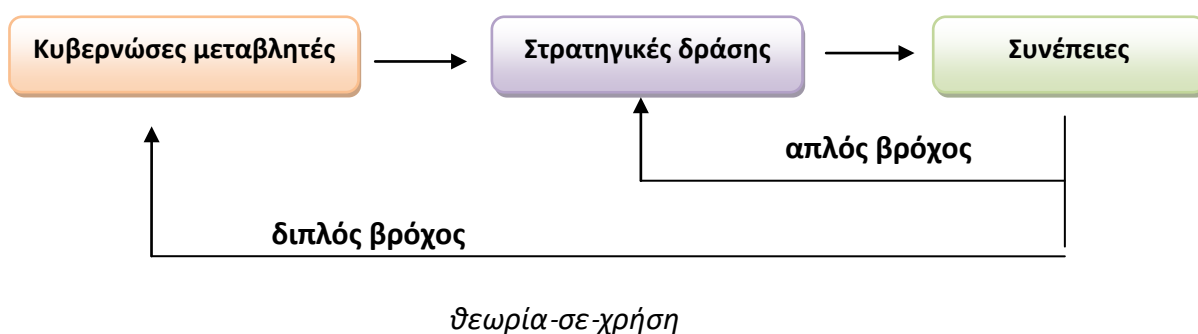 Κυβερνώσες μεταβλητές
Στρατηγικές δράσης
Συνέπειες
απλός βρόχος
διπλός βρόχος
θεωρία-σε-χρήση